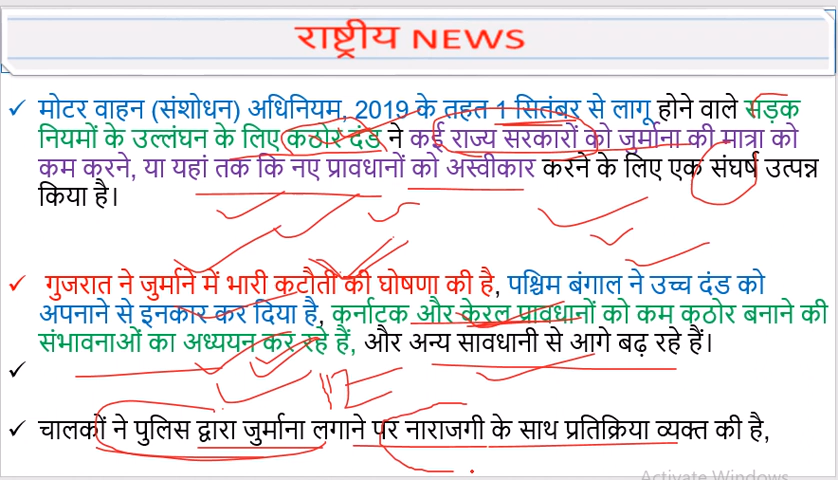 राष्ट्रीय NEWS
✓ मोटर वाहन (संशोधन) अधिनियम, 2019 के तहत 1 सितंबर से लागू होने वाले सड़क
नियमों के उल्लंघन के लिए कठोर दंड ने कई राज्य सरकारों को जुर्माना की मात्रा को
कम करने, या यहां तक कि नए प्रावधानों को अस्वीकार करने के लिए एक संघर्ष उत्पन्न
किया है।
✓ गुजरात ने जुर्माने में भारी कटौती की घोषणा की है, पश्चिम बंगाल ने उच्च दंड को
अपनाने से इनकार कर दिया है, कर्नाटक और केरल प्रावधानों को कम कठोर बनाने की
संभावनाओं का अध्ययन कर रहे हैं, और अन्य सावधानी से आगे बढ़ रहे हैं।
✓
✓ चालकों ने पुलिस द्वारा जुर्माना लगाने पर नाराजगी के साथ प्रतिक्रिया व्यक्त की है,
Activate Windows